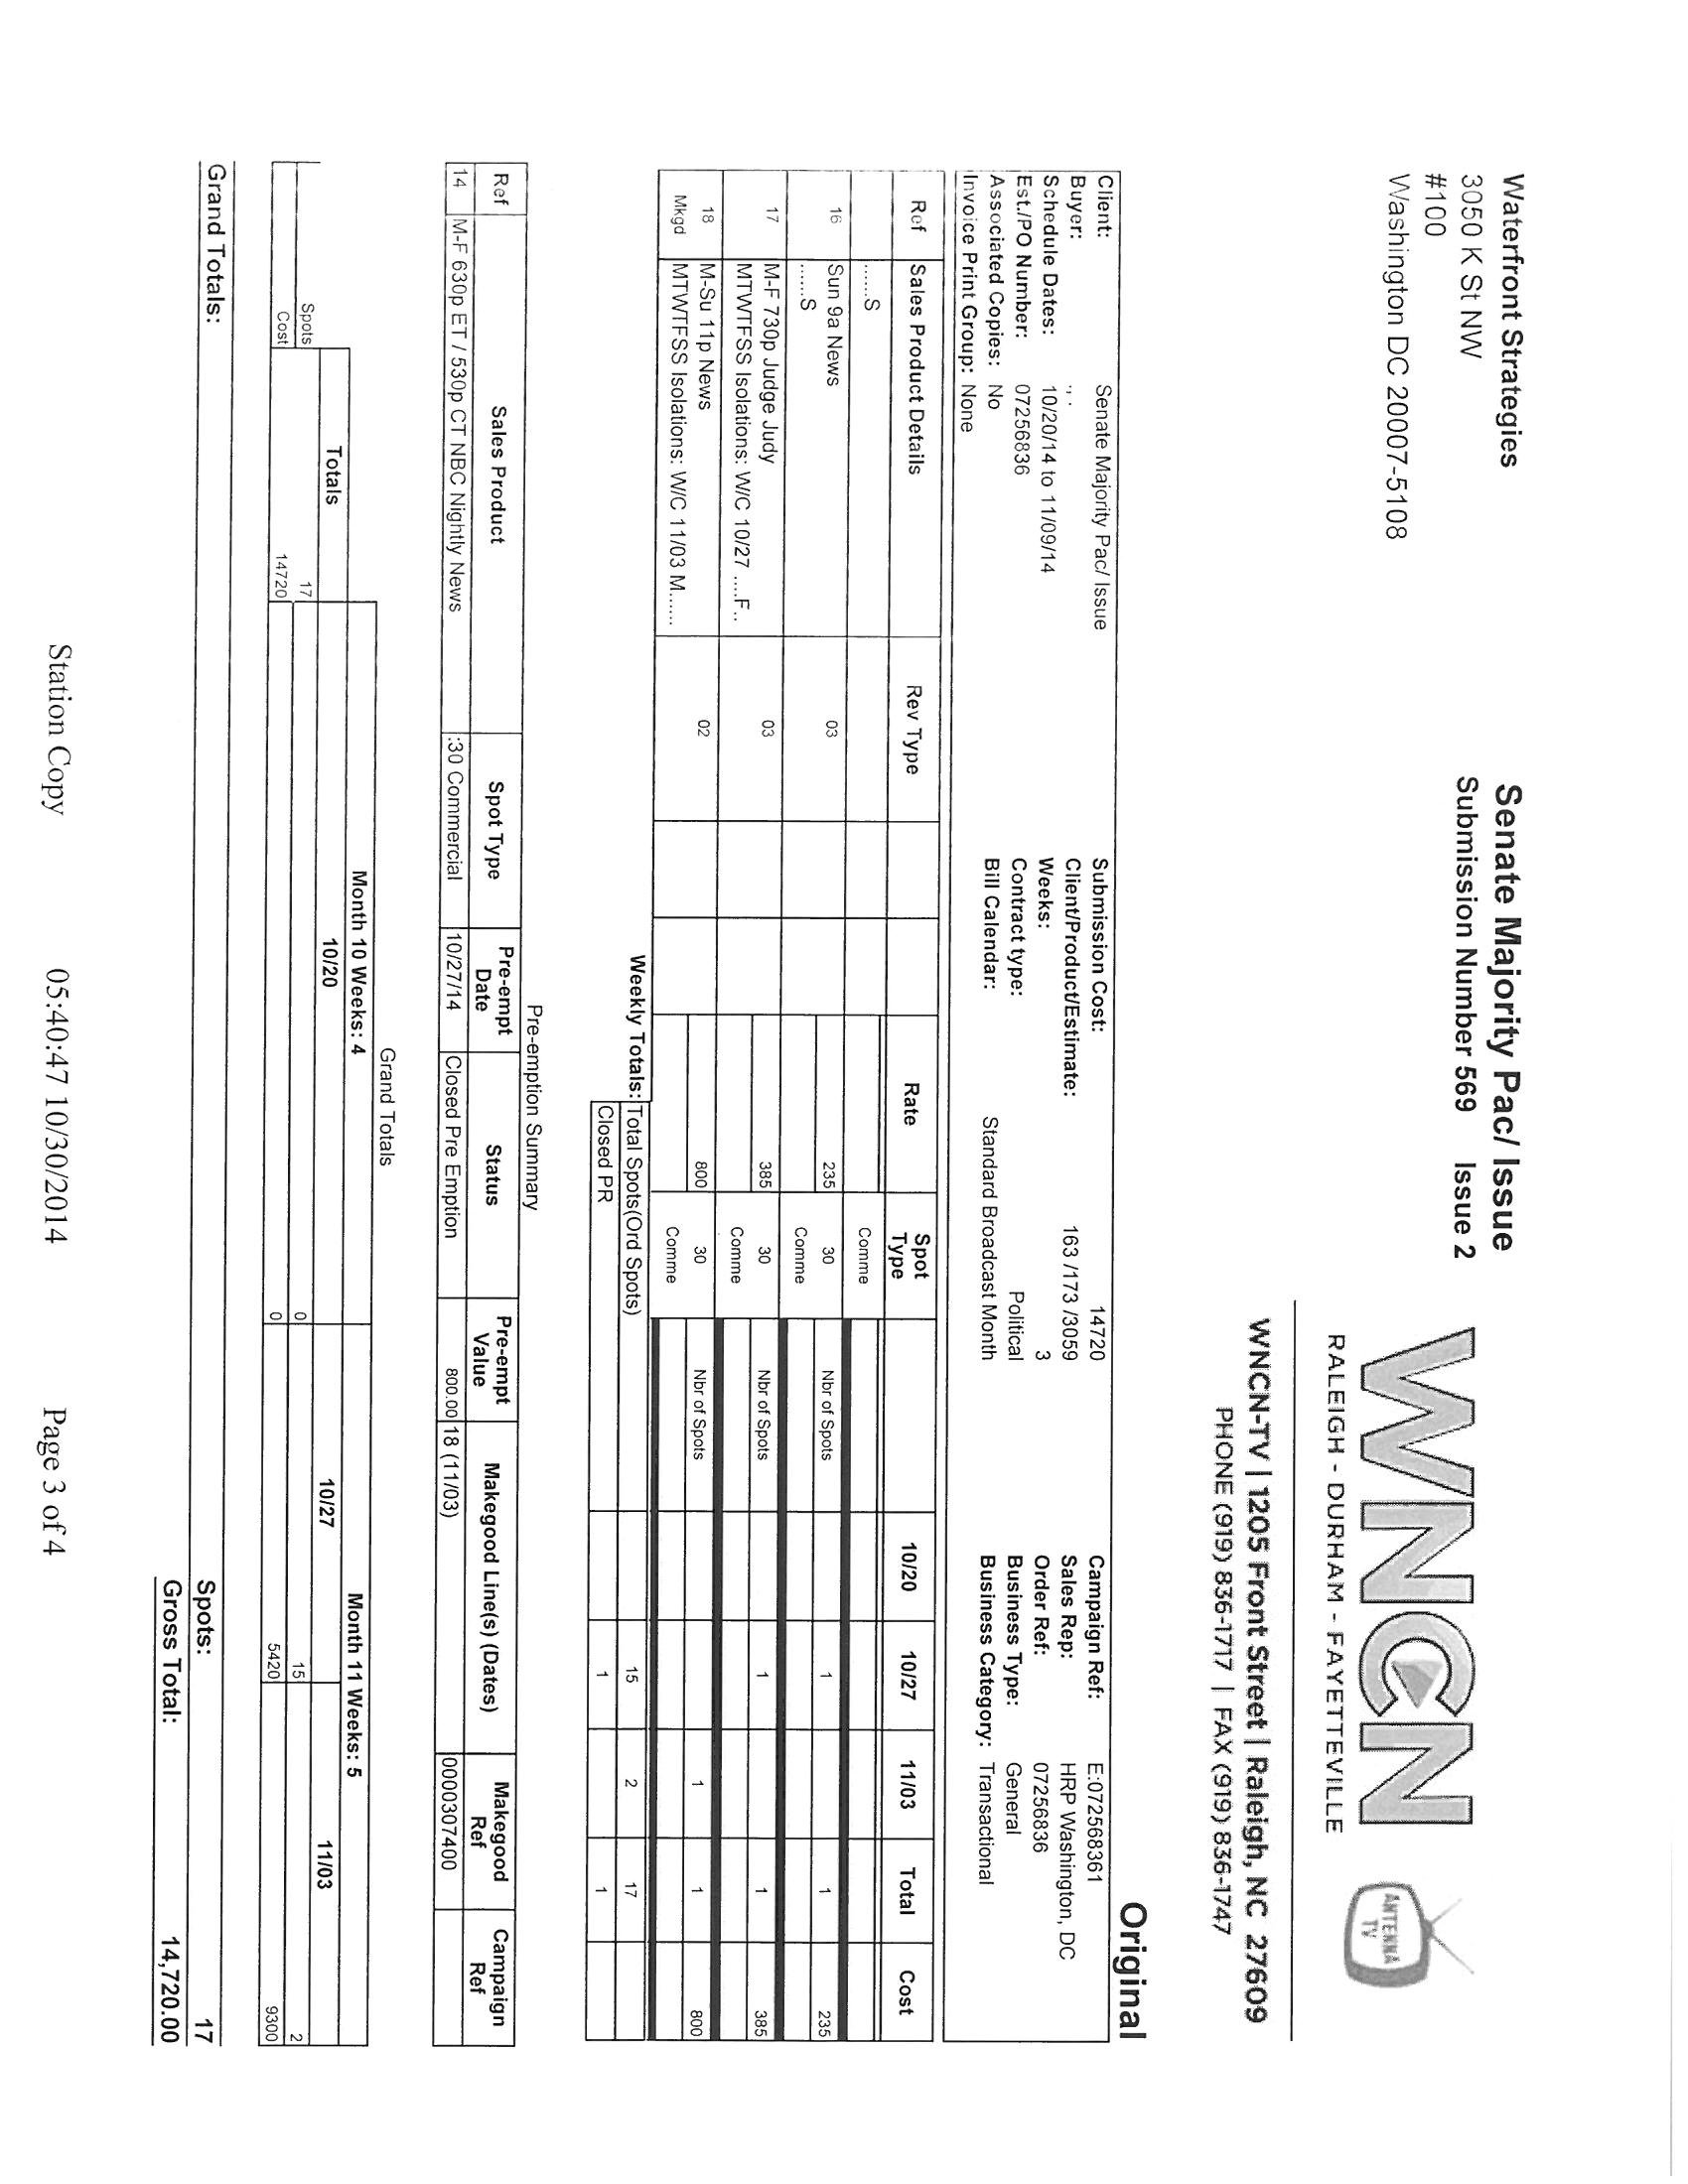 Waterfront Strategies
3050 K St NW
#100
Washington DC 20007-5108
Senate Majority Pac/ Issue
Submission Number 569 Issue 2
WNCN
RALEIGH - DURHAM - FAYETTEVILLE
ANTENNA
TV
WNCN-TV | 1205 Front Street | Raleigh, NC 27609
PHONE (919) 836-1717 | FAX (919) 836-1747
Original
Client: Senate Majority Pac/ Issue Submission Cost: 14720 Campaign Ref: E:072568361
Buyer: Client/Product/Estimate: 163 /173 /3059 Sales Rep: HRP Washington, DC
Schedule Dates: 10/20/14 to 11/09/14 Weeks: 3 Order Ref: 07256836
Est./PO Number: 07256836 Contract type: Political Business Type: General
Associated Copies: No Bill Calendar: Standard Broadcast Month Business Category: Transactional
Invoice Print Group: None
Ref Sales Product Details Rev Type Rate Spot Type 10/20 10/27 11/03 Total Cost
......S Comme
16 Sun 9a News 03 235 30 Nbr of Spots 1 1 235
......S Comme
17 M-F 730p Judge Judy 03 385 30 Nbr of Spots 1 1 385
MTWTFSS Isolations: W/C 10/27 ....F.. Comme
18 M-Su 11p News 02 800 30 Nbr of Spots 1 1 800
Mkgd MTWTFSS Isolations: W/C 11/03 M...... Comme
Weekly Totals: Total Spots(Ord Spots) 15 2 17
Closed PR 1 1
Pre-emption Summary
Ref Sales Product Spot Type Pre-empt Date Status Pre-empt Value Makegood Line(s) (Dates) Makegood Ref Campaign Ref
14 M-F 630p ET / 530p CT NBC Nightly News :30 Commercial 10/27/14 Closed Pre Emption 800.00 18 (11/03) 0000307400
Grand Totals
Month 10 Weeks: 4 Month 11 Weeks: 5
Totals 10/20 10/27 11/03
Spots 17 0 15 2
Cost 14720 0 5420 9300
Grand Totals: Spots: 17
Gross Total: 14,720.00
Station Copy 05:40:47 10/30/2014 Page 3 of 4